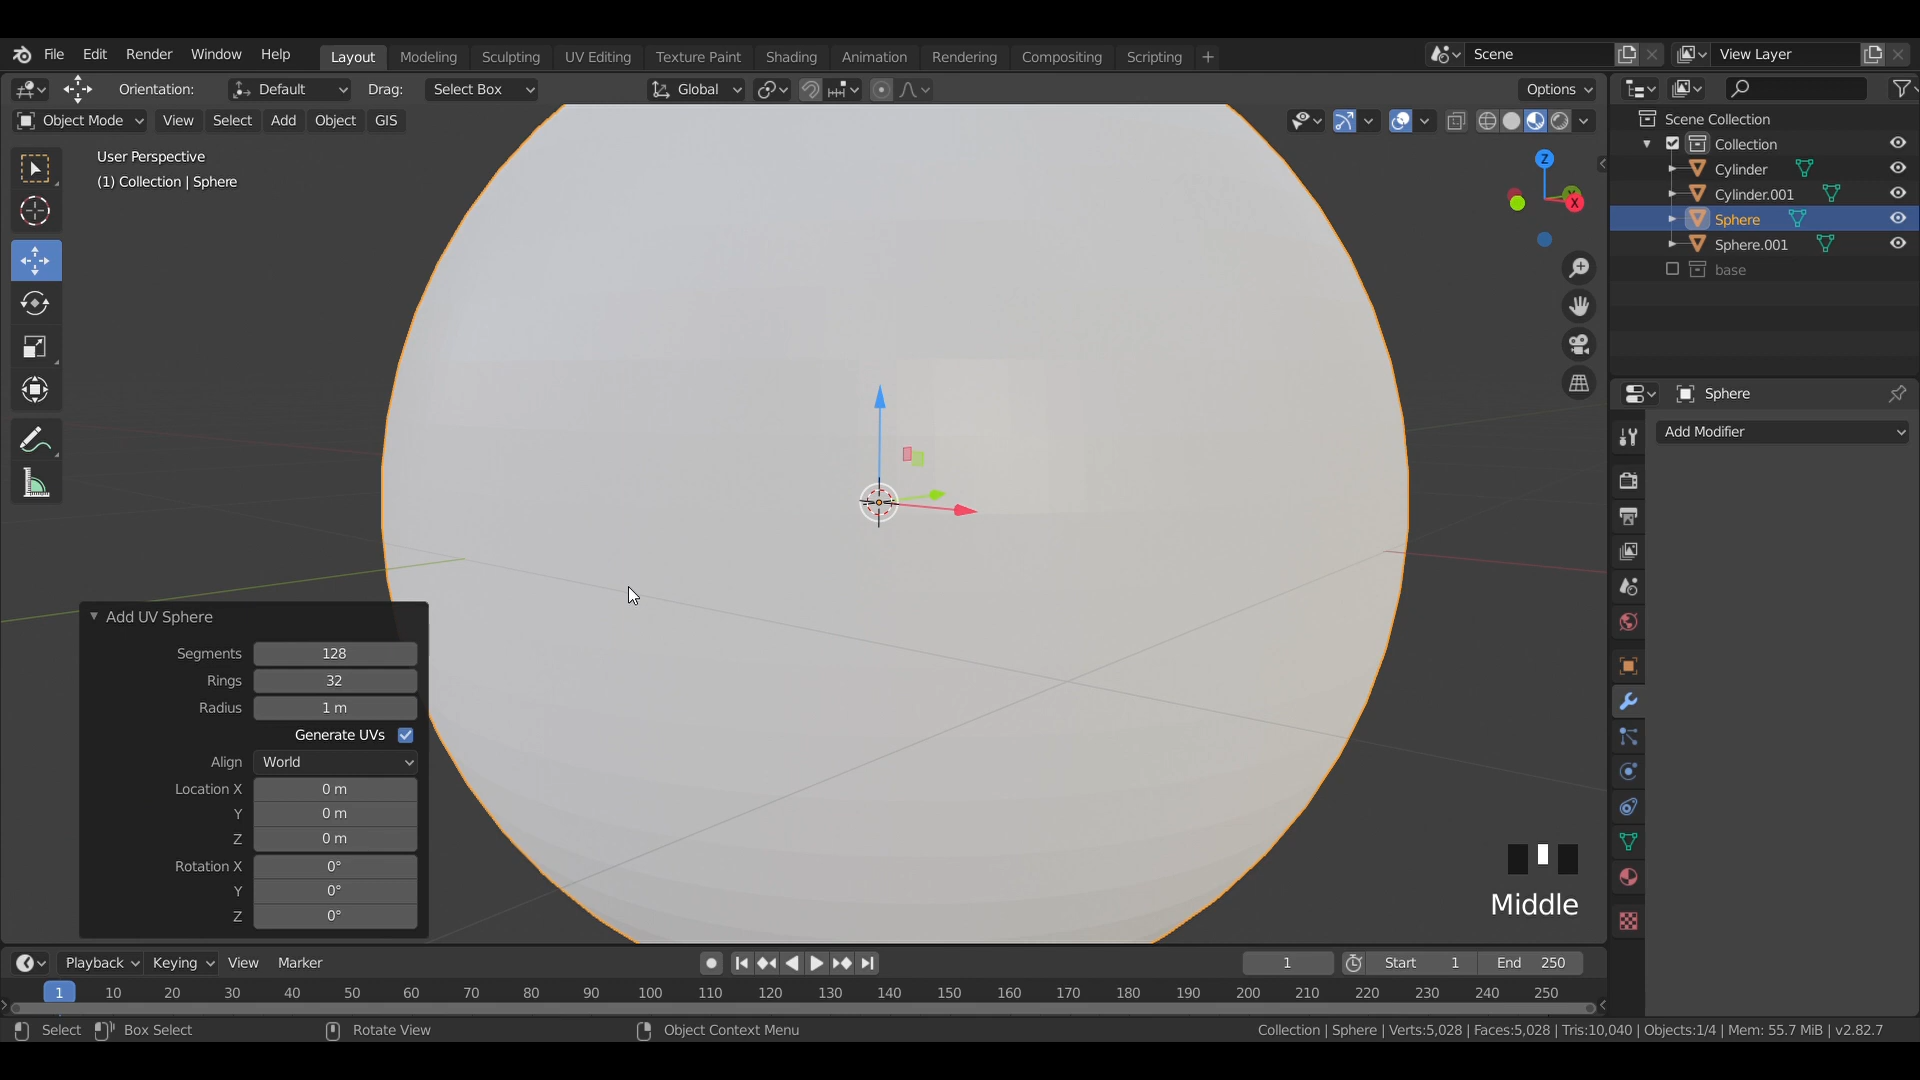 File Edit Render Window Help Layout Modeling Sculpting UV Editing Texture Paint Shading Animation Rendering Compositing Scripting + Scene View Layer
Orientation: Default Drag: Select Box Global Options
Object Mode View Select Add Object GIS
User Perspective
(1) Collection | Sphere
Z
Y
X
Scene Collection
Collection
Cylinder
Cylinder.001
Sphere
Sphere.001
base
Sphere
Add Modifier
Add UV Sphere
Segments 128
Rings 32
Radius 1 m
Generate UVs
Align World
Location X 0 m
Y 0 m
Z 0 m
Rotation X 0°
Y 0°
Z 0°
Middle
Playback Keying View Marker 1 Start 1 End 250
1 10 20 30 40 50 60 70 80 90 100 110 120 130 140 150 160 170 180 190 200 210 220 230 240 250
Select Box Select Rotate View Object Context Menu Collection | Sphere | Verts:5,028 | Faces:5,028 | Tris:10,040 | Objects:1/4 | Mem: 55.7 MiB | v2.82.7